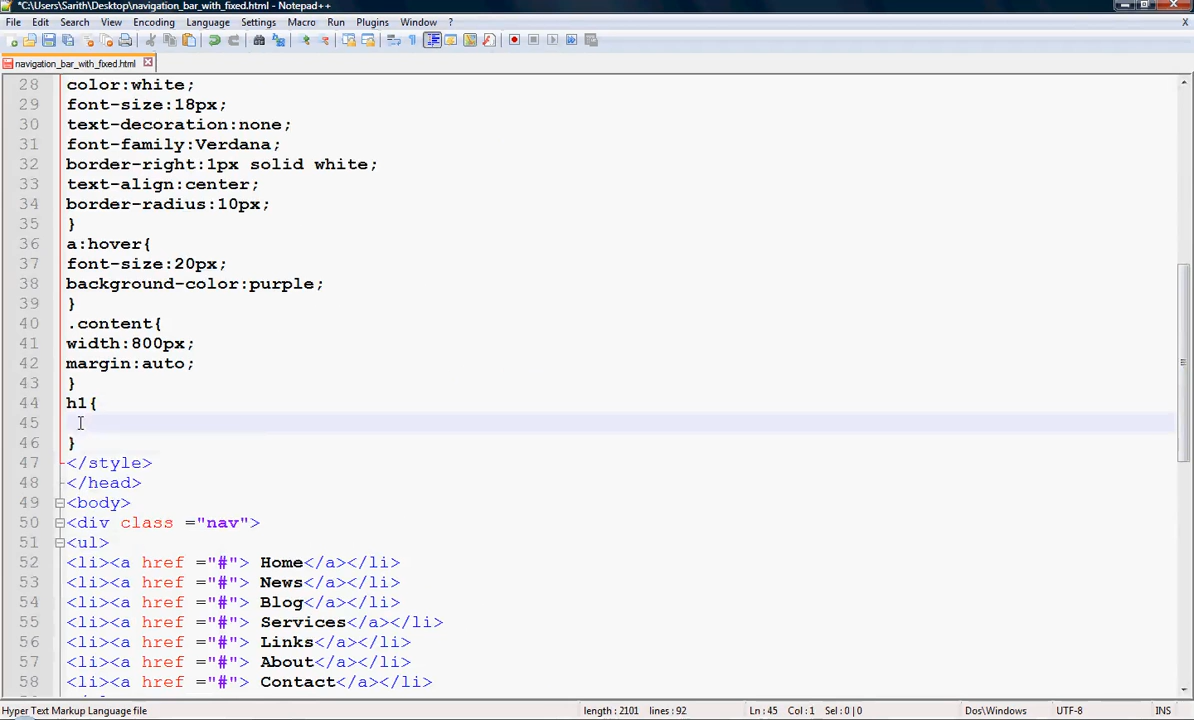 *C:\Users\Sarith\Desktop\navigation_bar_with_fixed.html - Notepad++
File Edit Search View Encoding Language Settings Macro Run Plugins Window ?
navigation_bar_with_fixed.html
28 color:white;
29 font-size:18px;
30 text-decoration:none;
31 font-family:Verdana;
32 border-right:1px solid white;
33 text-align:center;
34 border-radius:10px;
35 }
36 a:hover{
37 font-size:20px;
38 background-color:purple;
39 }
40 .content{
41 width:800px;
42 margin:auto;
43 }
44 h1{
45
46 }
47 </style>
48 </head>
49 <body>
50 <div class ="nav">
51 <ul>
52 <li><a href ="#"> Home</a></li>
53 <li><a href ="#"> News</a></li>
54 <li><a href ="#"> Blog</a></li>
55 <li><a href ="#"> Services</a></li>
56 <li><a href ="#"> Links</a></li>
57 <li><a href ="#"> About</a></li>
58 <li><a href ="#"> Contact</a></li>
Hyper Text Markup Language file length : 2101 lines : 92 Ln : 45 Col : 1 Sel : 0 | 0 Dos\Windows UTF-8 INS